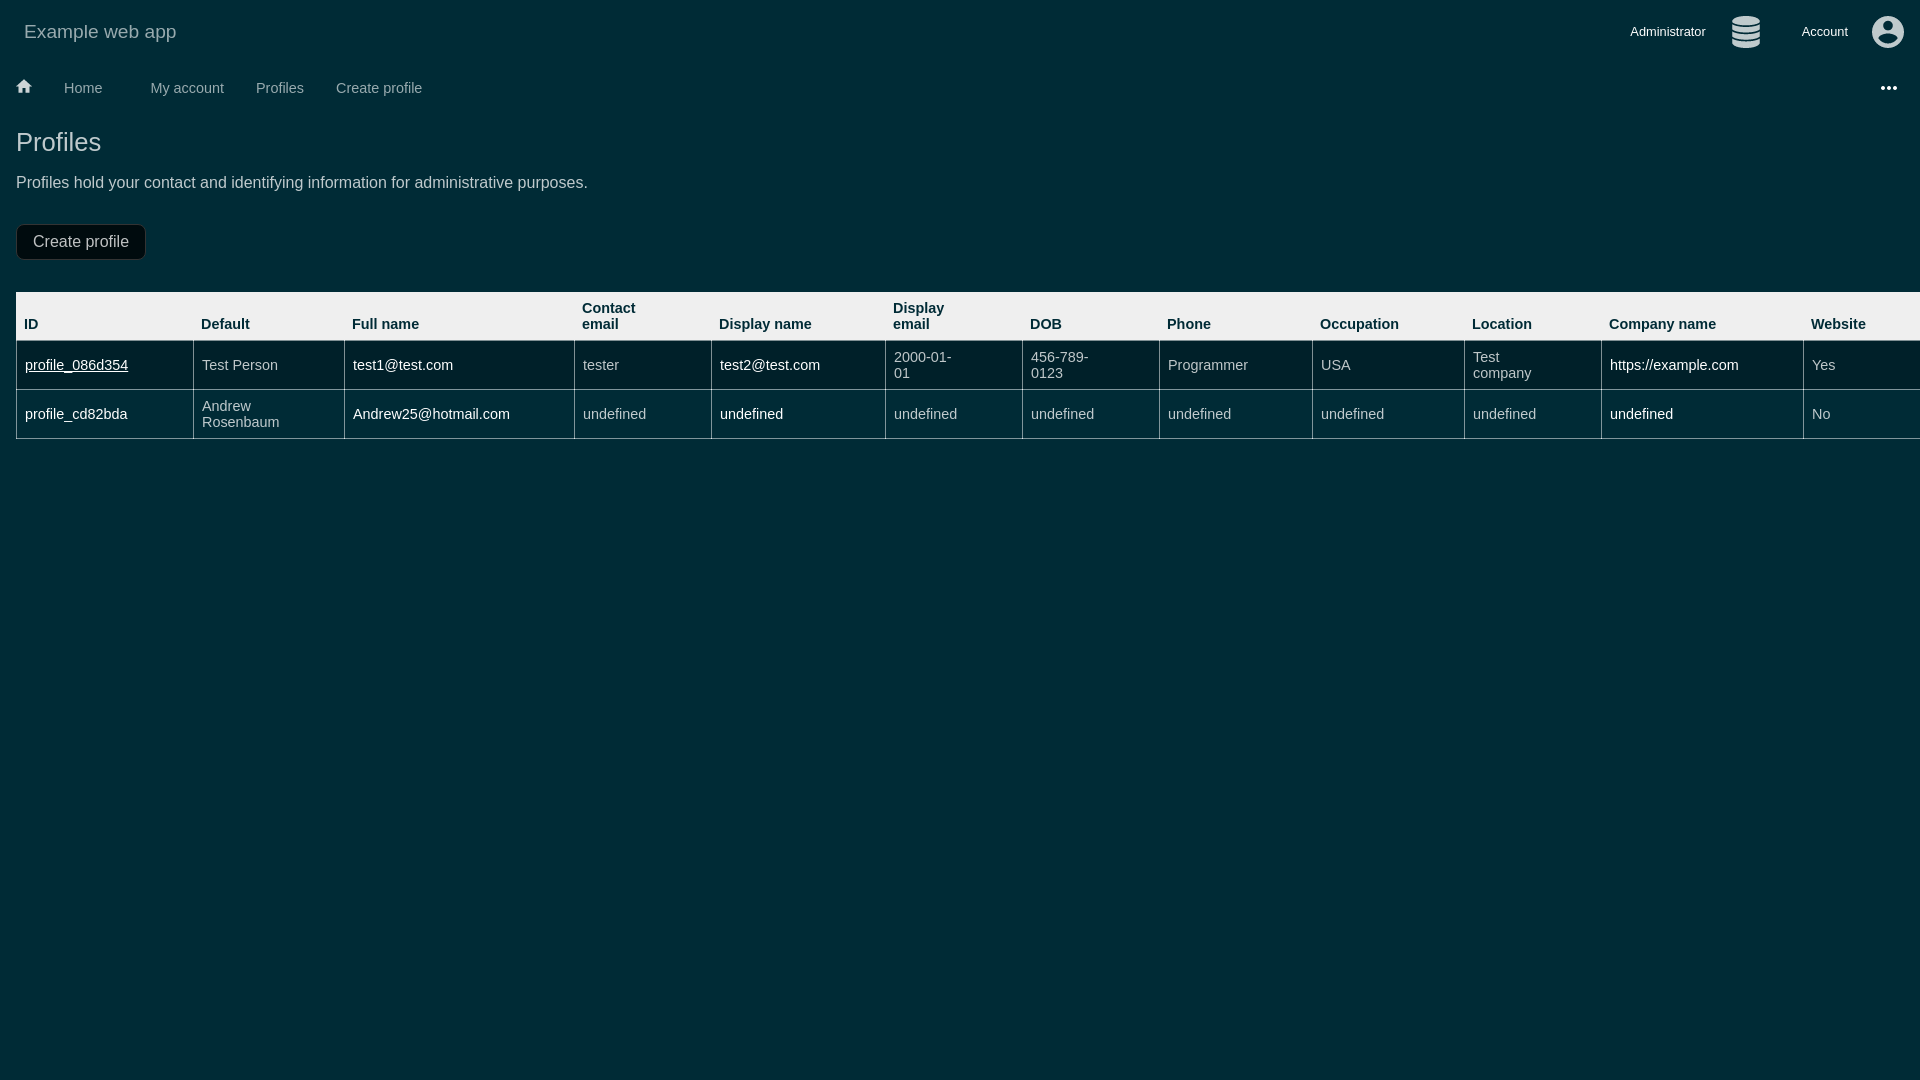 Example web app
Administrator
Account
Home
My account
Profiles
Create profile
Profiles
Profiles hold your contact and identifying information for administrative purposes.
Create profile
ID
Default
Full name
Contact
email
Display name
Display
email
DOB
Phone
Occupation
Location
Company name
Website
profile_086d354
Test Person
test1@test.com
tester
test2@test.com
2000-01-
01
456-789-
0123
Programmer
USA
Test
company
https://example.com
Yes
profile_cd82bda
Andrew
Rosenbaum
Andrew25@hotmail.com
undefined
undefined
undefined
undefined
undefined
undefined
undefined
undefined
No